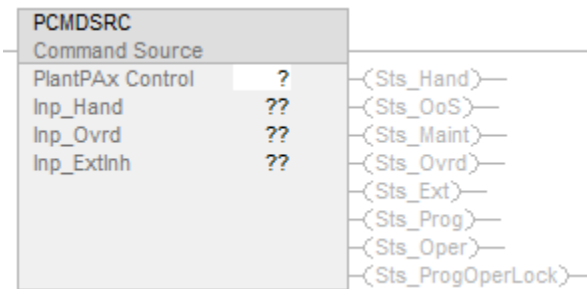 PCMDSRC
Command Source
PlantPAx Control ? (Sts_Hand)
Inp_Hand ?? (Sts_OoS)
Inp_Ovrd ?? (Sts_Maint)
Inp_ExtInh ?? (Sts_Ovrd)
(Sts_Ext)
(Sts_Prog)
(Sts_Oper)
(Sts_ProgOperLock)